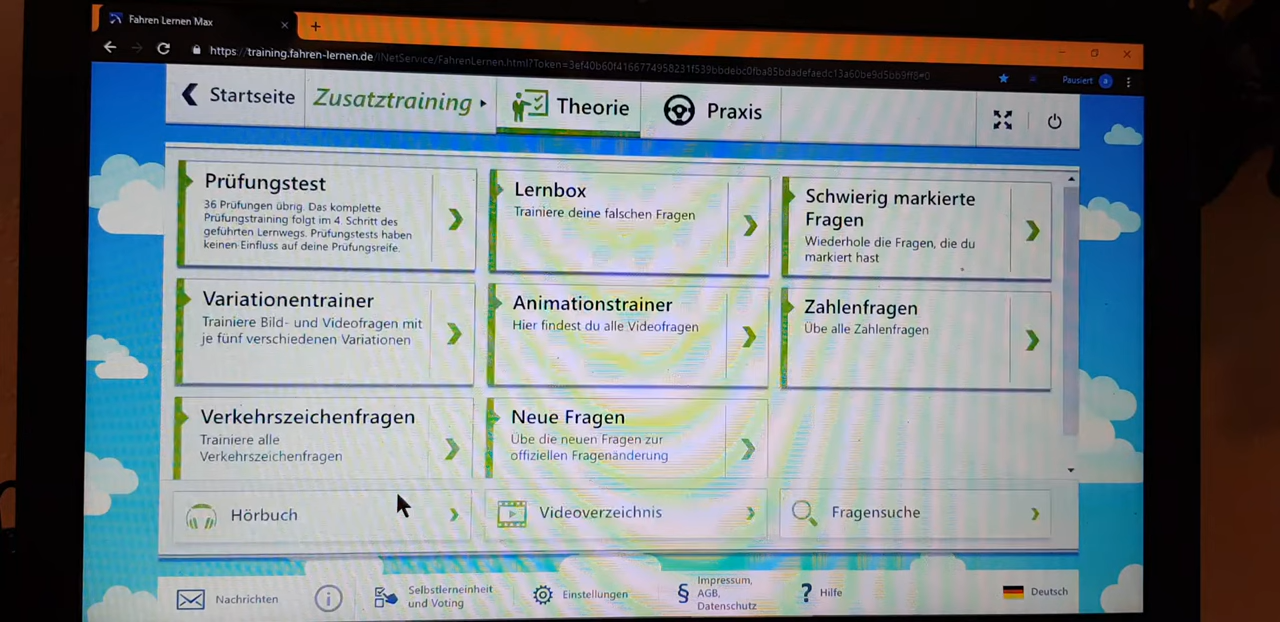 Fahren Lernen Max
https://training.fahren-lernen.de
Startseite
Zusatztraining
Theorie
Praxis
Pausiert
Prüfungstest
36 Prüfungen übrig. Das komplette
Prüfungstraining folgt im 4. Schritt des
geführten Lernwegs. Prüfungstests haben
keinen Einfluss auf deine Prüfungsreife.
Lernbox
Trainiere deine falschen Fragen
Schwierig markierte
Fragen
Wiederhole die Fragen, die du
markiert hast
Variationentrainer
Trainiere Bild- und Videofragen mit
je fünf verschiedenen Variationen
Animationstrainer
Hier findest du alle Videofragen
Zahlenfragen
Übe alle Zahlenfragen
Verkehrszeichenfragen
Trainiere alle
Verkehrszeichenfragen
Neue Fragen
Übe die neuen Fragen zur
offiziellen Fragenänderung
Hörbuch
Videoverzeichnis
Fragensuche
Nachrichten
Selbstlerneinheit
und Voting
Einstellungen
§
Impressum,
AGB,
Datenschutz
?
Hilfe
Deutsch